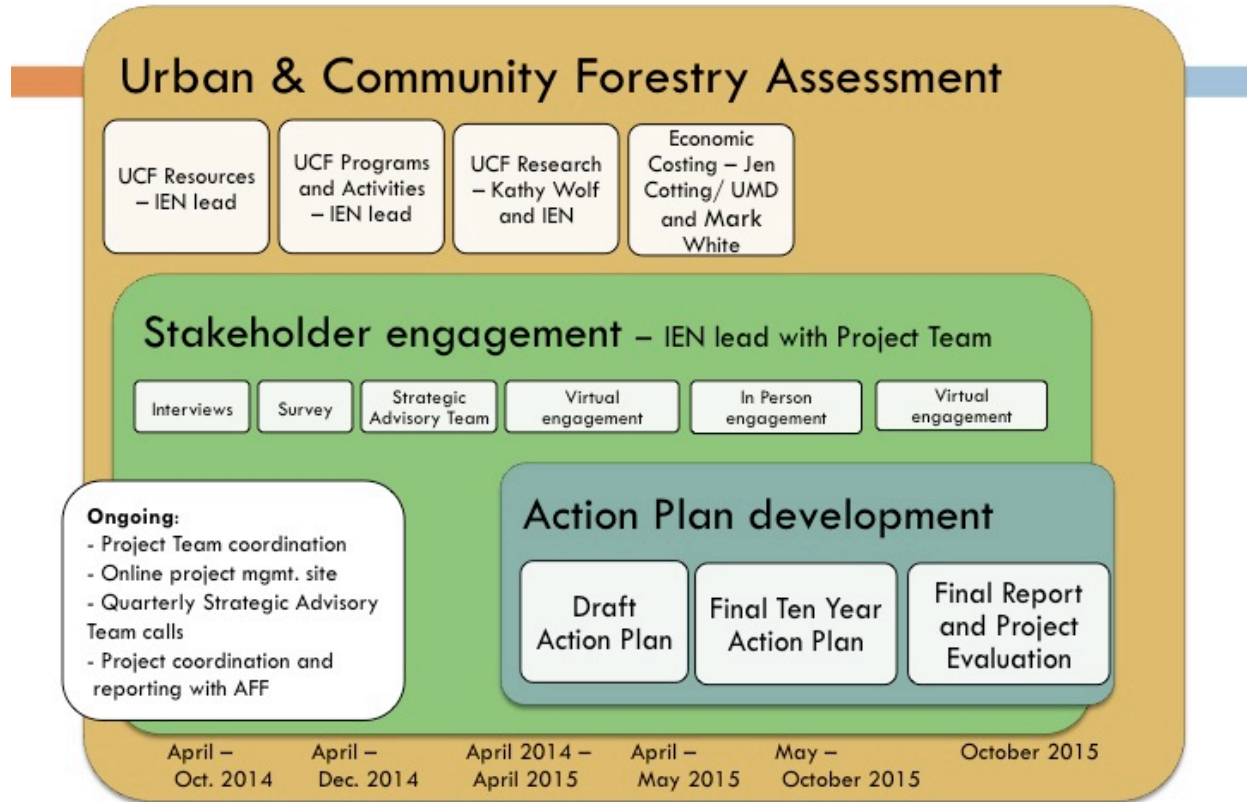 Urban & Community Forestry Assessment
UCF Resources
– IEN lead
UCF Programs
and Activities
– IEN lead
UCF Research
– Kathy Wolf
and IEN
Economic
Costing – Jen
Cotting/ UMD
and Mark
White
Stakeholder engagement – IEN lead with Project Team
Interviews
Survey
Strategic
Advisory Team
Virtual
engagement
In Person
engagement
Virtual
engagement
Ongoing:
- Project Team coordination
- Online project mgmt. site
- Quarterly Strategic Advisory
Team calls
- Project coordination and
reporting with AFF
Action Plan development
Draft
Action Plan
Final Ten Year
Action Plan
Final Report
and Project
Evaluation
April –
Oct. 2014
April –
Dec. 2014
April 2014 –
April 2015
April –
May 2015
May –
October 2015
October 2015